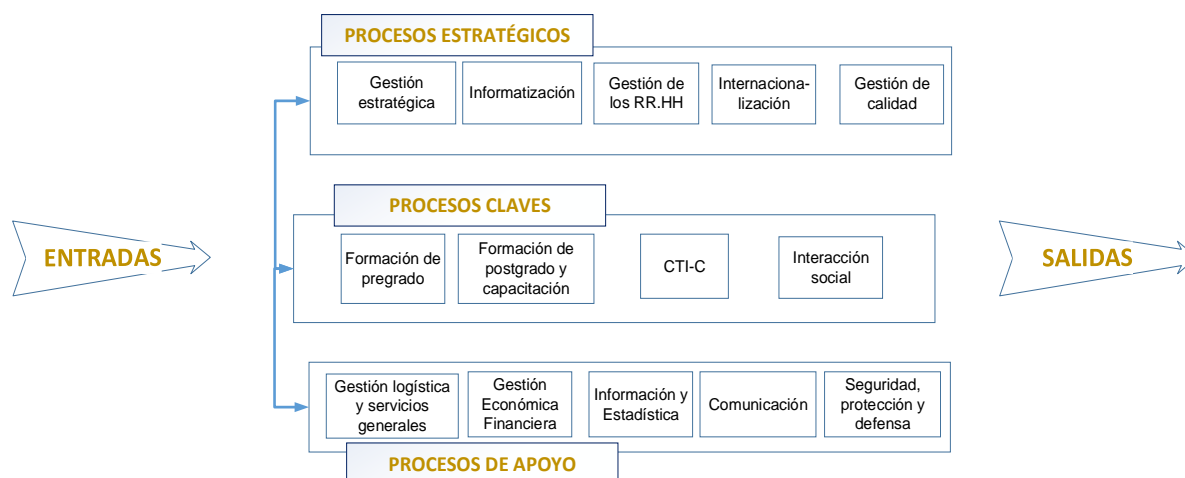 PROCESOS ESTRATÉGICOS
Gestión
estratégica
Informatización
Gestión de
los RR.HH
Internaciona-
lización
Gestión de
calidad
PROCESOS CLAVES
ENTRADAS
Formación de
pregrado
Formación de
postgrado y
capacitación
CTI-C
Interacción
social
SALIDAS
Gestión logística
y servicios
generales
Gestión
Económica
Financiera
Información y
Estadística
Comunicación
Seguridad,
protección y
defensa
PROCESOS DE APOYO